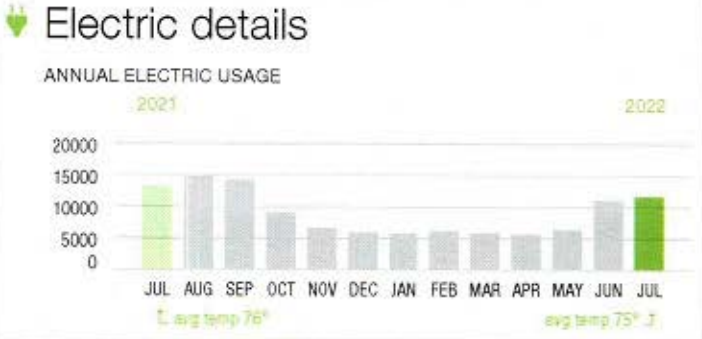 Electric details
ANNUAL ELECTRIC USAGE
2021 2022
20000
15000
10000
5000
0
JUL AUG SEP OCT NOV DEC JAN FEB MAR APR MAY JUN JUL
avg temp 76° avg temp 75°